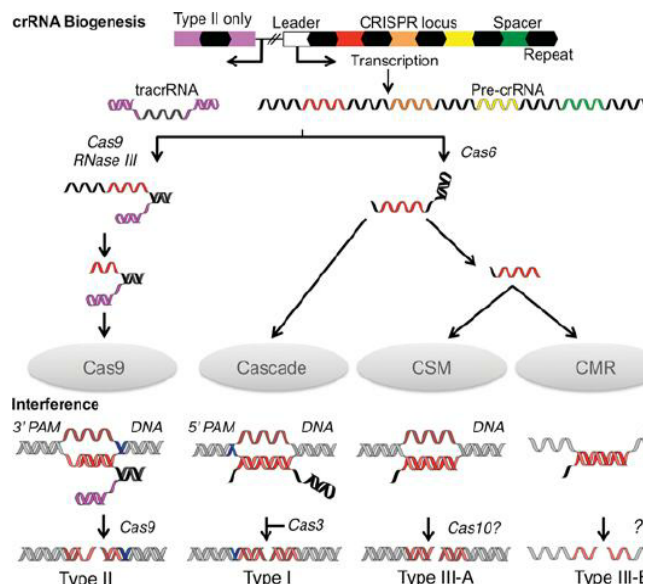 crRNA Biogenesis
Type II only
Leader
CRISPR locus
Spacer
Repeat
Transcription
tracrRNA
Pre-crRNA
Cas9
RNase III
Cas6
Cas9
Cascade
CSM
CMR
Interference
3' PAM
DNA
5' PAM
DNA
DNA
Cas9
Cas3
Cas10?
?
Type II
Type I
Type III-A
Type III-B